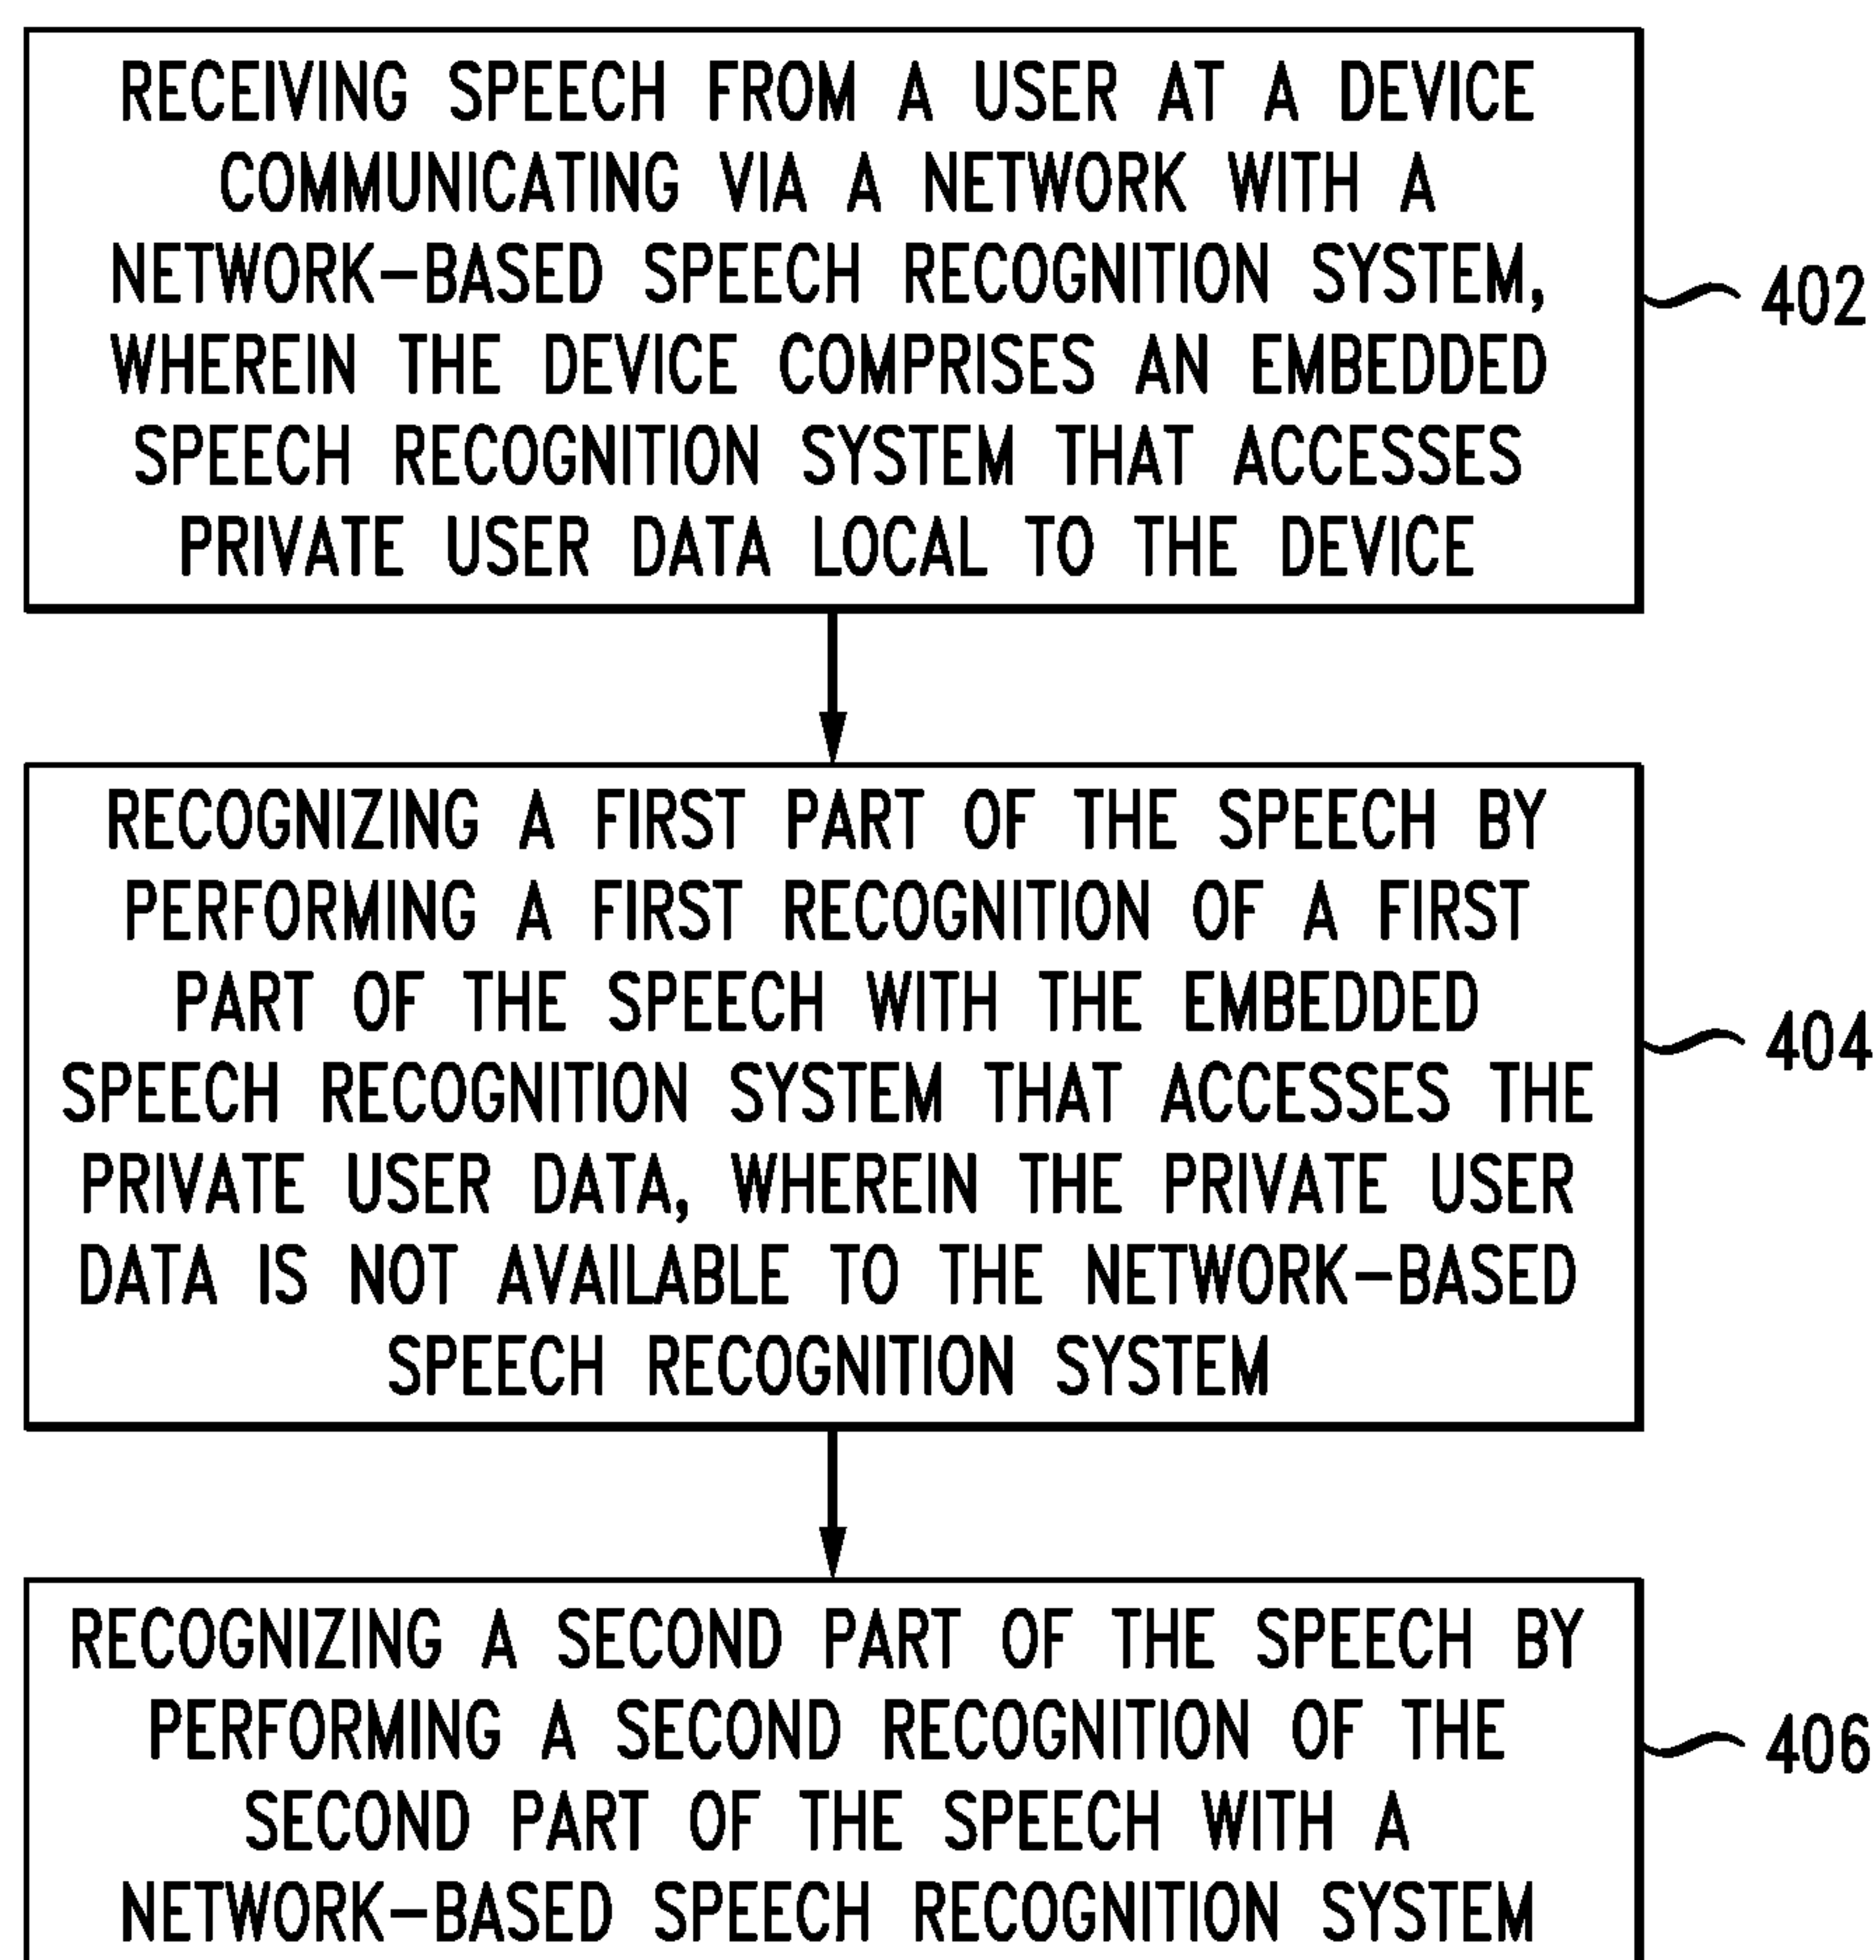 RECEIVING SPEECH FROM A USER AT A DEVICE
COMMUNICATING VIA A NETWORK WITH A
NETWORK-BASED SPEECH RECOGNITION SYSTEM,
WHEREIN THE DEVICE COMPRISES AN EMBEDDED
SPEECH RECOGNITION SYSTEM THAT ACCESSES
PRIVATE USER DATA LOCAL TO THE DEVICE
402
RECOGNIZING A FIRST PART OF THE SPEECH BY
PERFORMING A FIRST RECOGNITION OF A FIRST
PART OF THE SPEECH WITH THE EMBEDDED
SPEECH RECOGNITION SYSTEM THAT ACCESSES THE
PRIVATE USER DATA, WHEREIN THE PRIVATE USER
DATA IS NOT AVAILABLE TO THE NETWORK-BASED
SPEECH RECOGNITION SYSTEM
404
RECOGNIZING A SECOND PART OF THE SPEECH BY
PERFORMING A SECOND RECOGNITION OF THE
SECOND PART OF THE SPEECH WITH A
NETWORK-BASED SPEECH RECOGNITION SYSTEM
406